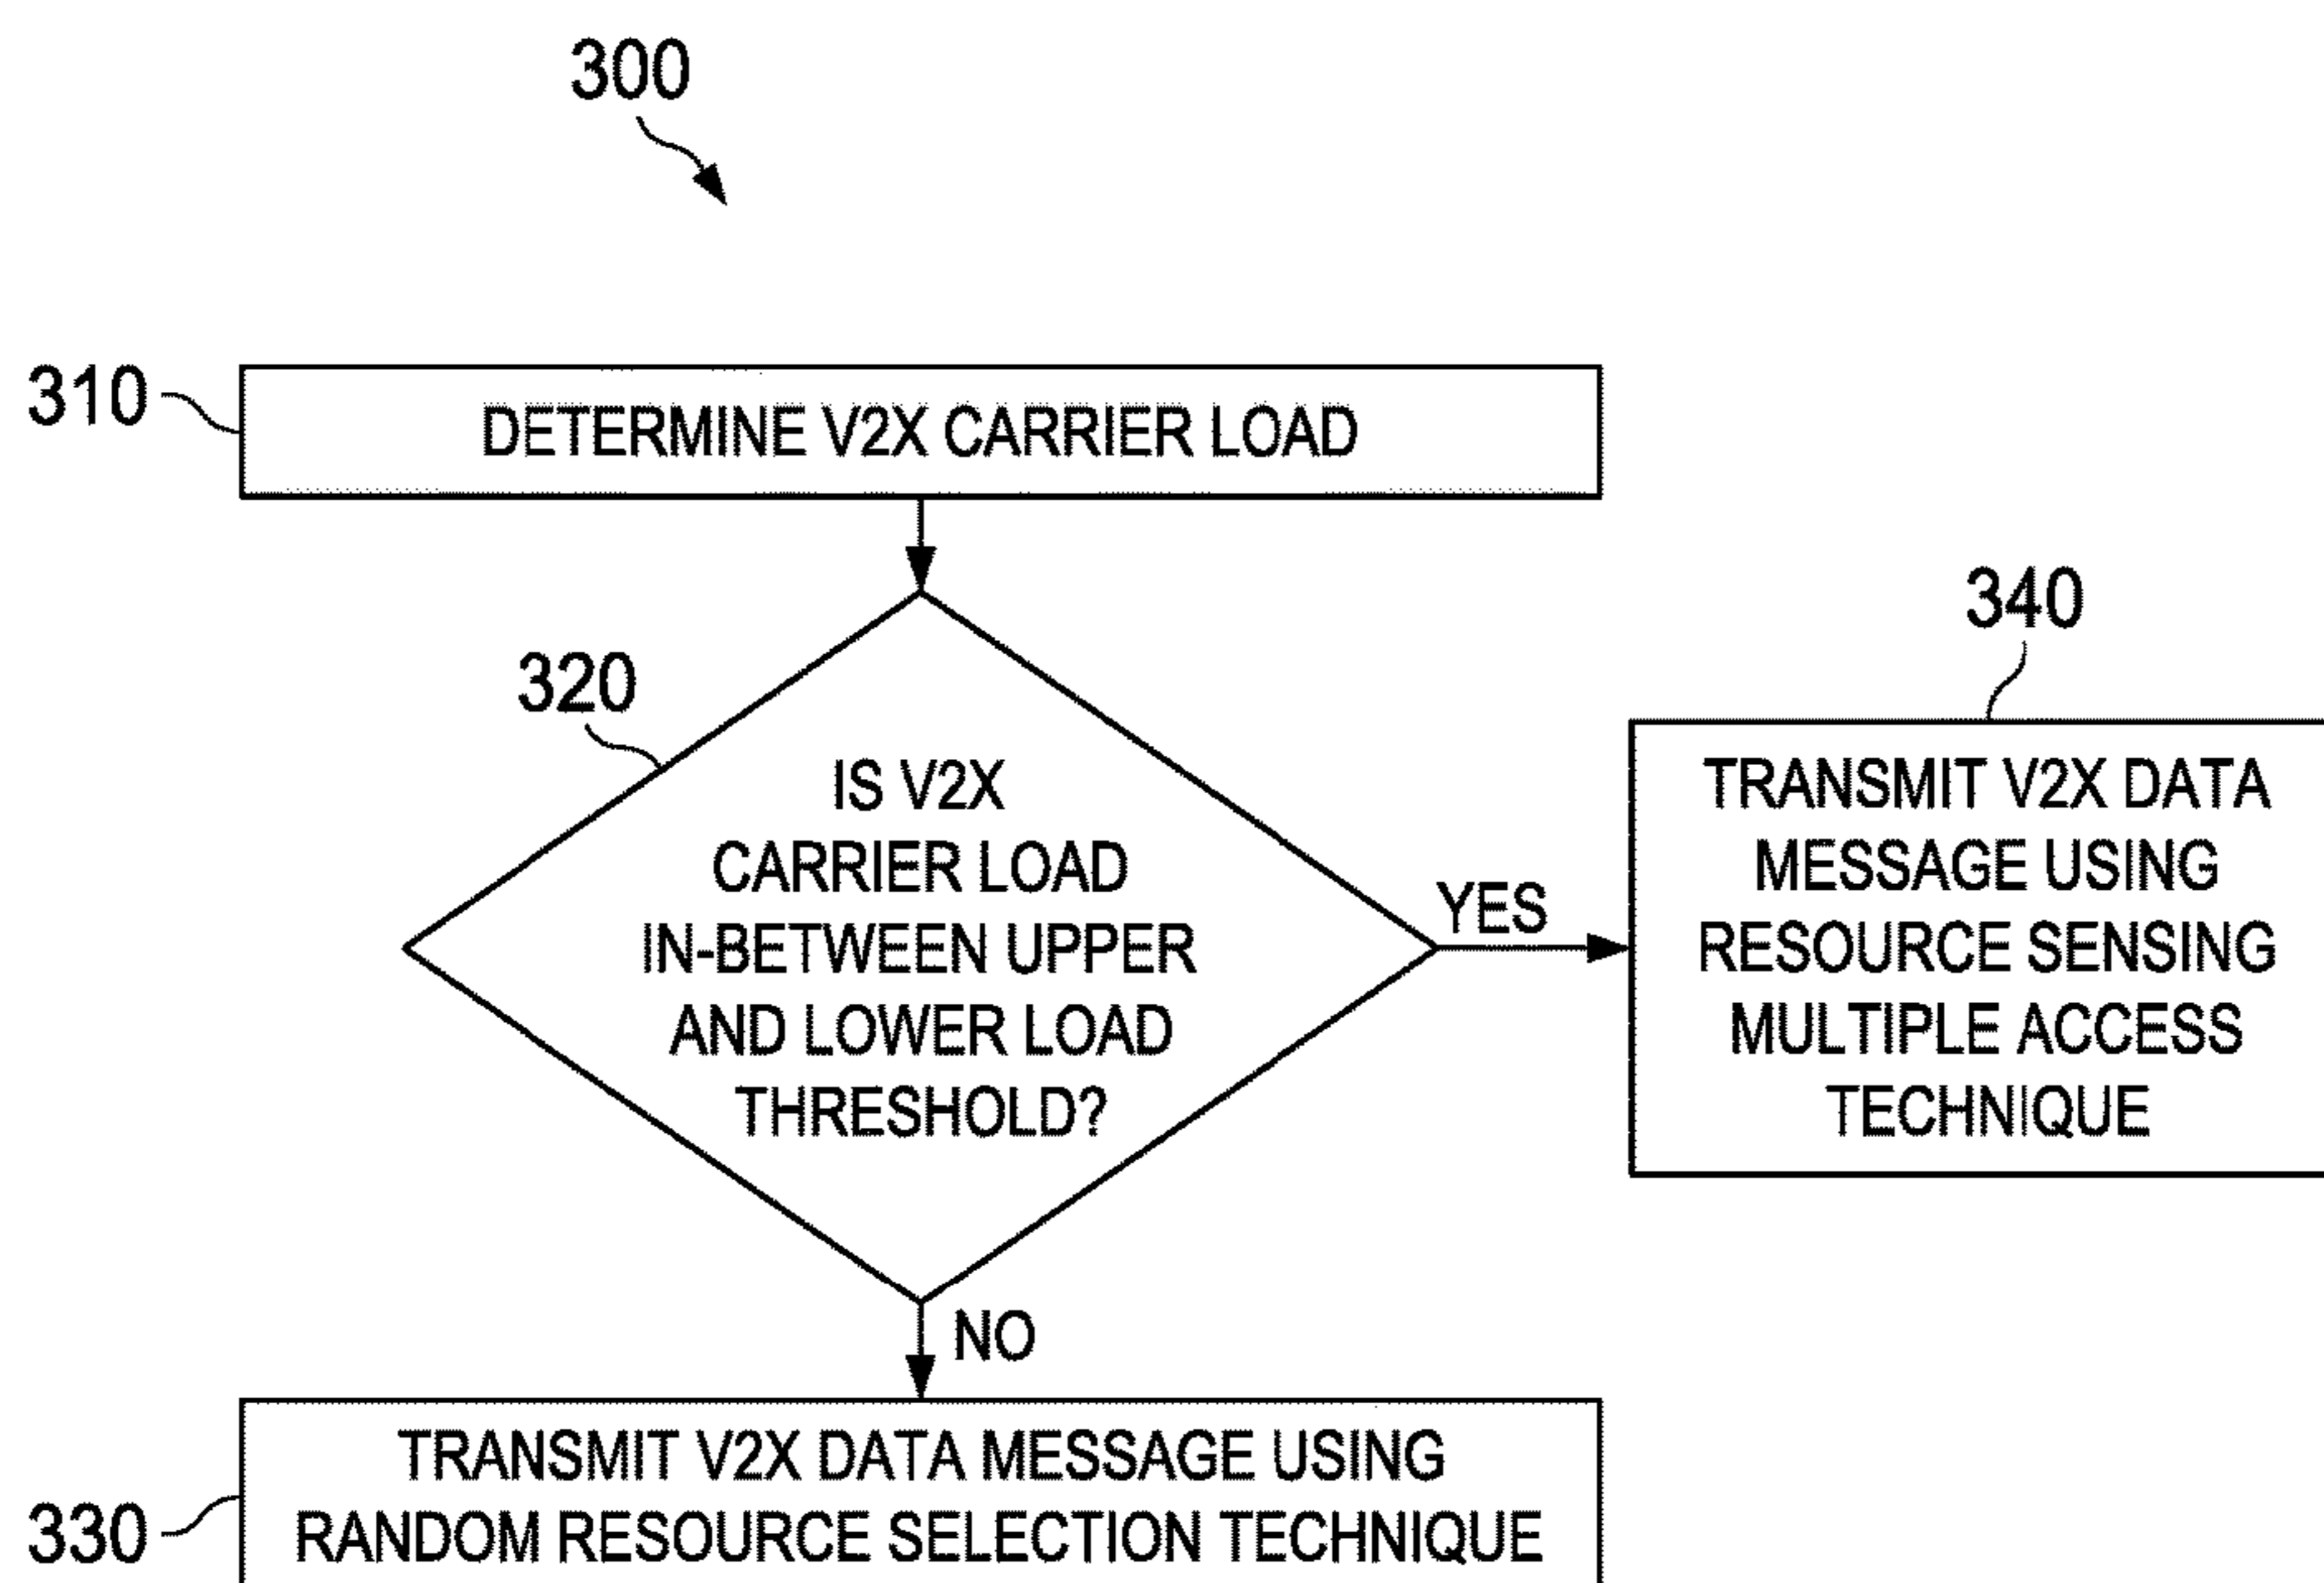 300
310
DETERMINE V2X CARRIER LOAD
320
IS V2X
CARRIER LOAD
IN-BETWEEN UPPER
AND LOWER LOAD
THRESHOLD?
YES
340
TRANSMIT V2X DATA
MESSAGE USING
RESOURCE SENSING
MULTIPLE ACCESS
TECHNIQUE
NO
330
TRANSMIT V2X DATA MESSAGE USING
RANDOM RESOURCE SELECTION TECHNIQUE